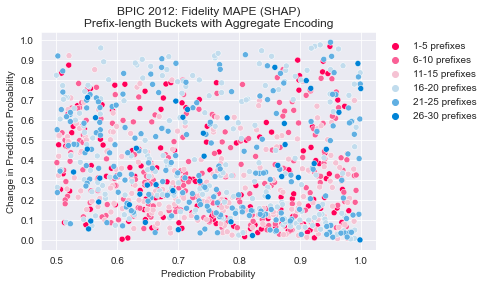 BPIC 2012: Fidelity MAPE (SHAP)
Prefix-length Buckets with Aggregate Encoding
Change in Prediction Probability
1.0
0.9
0.8
0.7
0.6
0.5
0.4
0.3
0.2
0.1
0.0
0.5
0.6
0.7
0.8
0.9
1.0
Prediction Probability
1-5 prefixes
6-10 prefixes
11-15 prefixes
16-20 prefixes
21-25 prefixes
26-30 prefixes